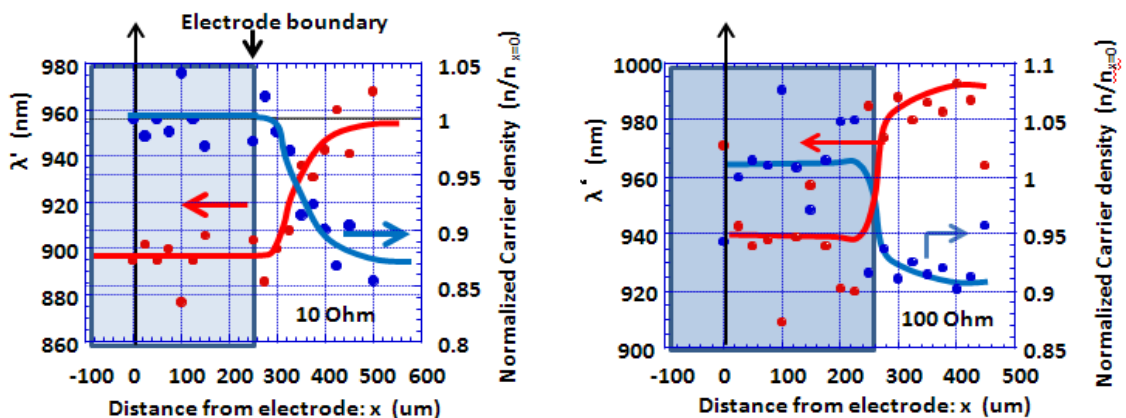 Electrode boundary
980
960
940
920
900
880
860
λ' (nm)
1.05
1
0.95
0.9
0.85
0.8
Normalized Carrier density (n/nx=0)
10 Ohm
-100 0 100 200 300 400 500 600
Distance from electrode: x (um)
1000
980
960
940
920
900
λ ‘ (nm)
1.1
1.05
1
0.95
0.9
0.85
Normalized Carrier density (n/nx=0)
100 Ohm
-100 0 100 200 300 400 500
Distance from electrode: x (um)